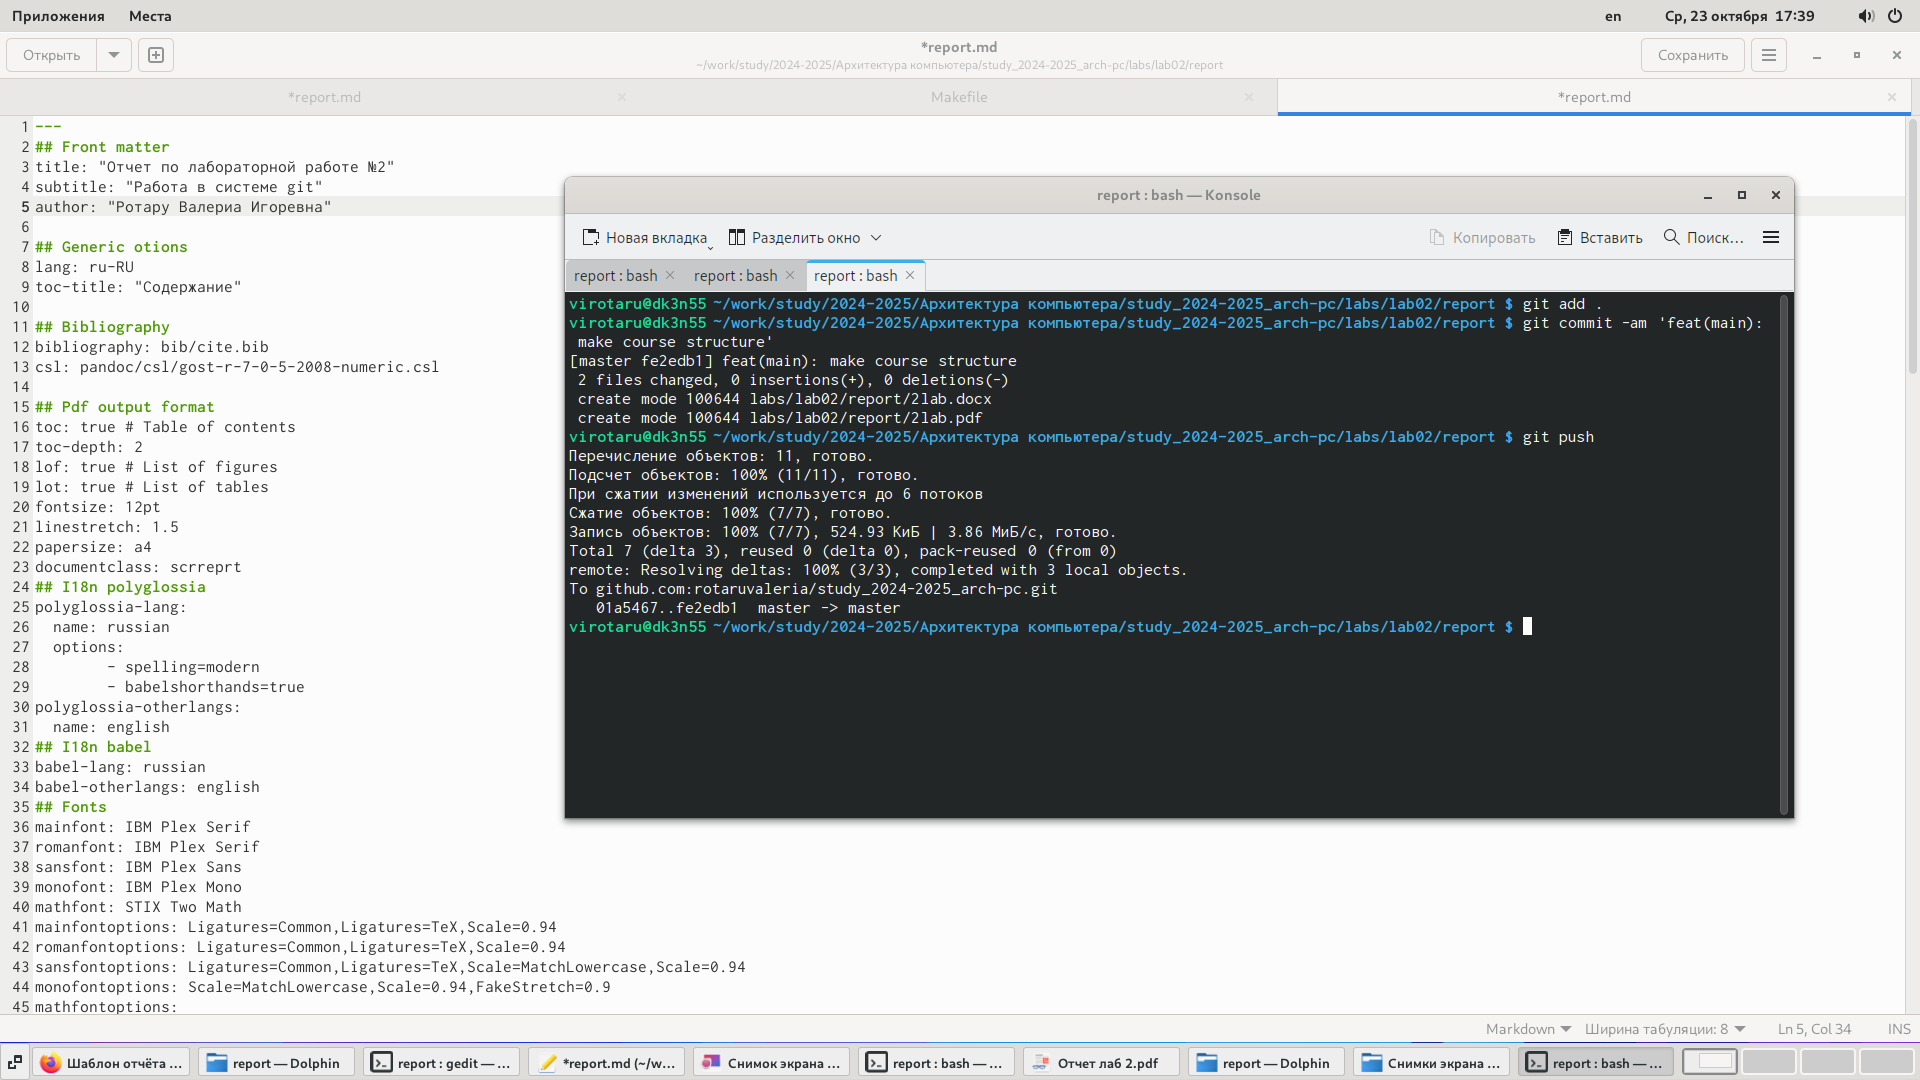 Приложения Места en Ср, 23 октября 17:39
Открыть *report.md Сохранить
~/work/study/2024-2025/Архитектура компьютера/study_2024-2025_arch-pc/labs/lab02/report
*report.md Makefile *report.md
1 ---
2 ## Front matter
3 title: "Отчет по лабораторной работе №2"
4 subtitle: "Работа в системе git"
5 author: "Ротару Валериа Игоревна"
6
7 ## Generic otions
8 lang: ru-RU
9 toc-title: "Содержание"
10
11 ## Bibliography
12 bibliography: bib/cite.bib
13 csl: pandoc/csl/gost-r-7-0-5-2008-numeric.csl
14
15 ## Pdf output format
16 toc: true # Table of contents
17 toc-depth: 2
18 lof: true # List of figures
19 lot: true # List of tables
20 fontsize: 12pt
21 linestretch: 1.5
22 papersize: a4
23 documentclass: scrreprt
24 ## I18n polyglossia
25 polyglossia-lang:
26   name: russian
27   options:
28         - spelling=modern
29         - babelshorthands=true
30 polyglossia-otherlangs:
31   name: english
32 ## I18n babel
33 babel-lang: russian
34 babel-otherlangs: english
35 ## Fonts
36 mainfont: IBM Plex Serif
37 romanfont: IBM Plex Serif
38 sansfont: IBM Plex Sans
39 monofont: IBM Plex Mono
40 mathfont: STIX Two Math
41 mainfontoptions: Ligatures=Common,Ligatures=TeX,Scale=0.94
42 romanfontoptions: Ligatures=Common,Ligatures=TeX,Scale=0.94
43 sansfontoptions: Ligatures=Common,Ligatures=TeX,Scale=MatchLowercase,Scale=0.94
44 monofontoptions: Scale=MatchLowercase,Scale=0.94,FakeStretch=0.9
45 mathfontoptions:
report : bash — Konsole
Новая вкладка Разделить окно Копировать Вставить Поиск...
report : bash report : bash report : bash
virotaru@dk3n55 ~/work/study/2024-2025/Архитектура компьютера/study_2024-2025_arch-pc/labs/lab02/report $ git add .
virotaru@dk3n55 ~/work/study/2024-2025/Архитектура компьютера/study_2024-2025_arch-pc/labs/lab02/report $ git commit -am 'feat(main):
 make course structure'
[master fe2edb1] feat(main): make course structure
 2 files changed, 0 insertions(+), 0 deletions(-)
 create mode 100644 labs/lab02/report/2lab.docx
 create mode 100644 labs/lab02/report/2lab.pdf
virotaru@dk3n55 ~/work/study/2024-2025/Архитектура компьютера/study_2024-2025_arch-pc/labs/lab02/report $ git push
Перечисление объектов: 11, готово.
Подсчет объектов: 100% (11/11), готово.
При сжатии изменений используется до 6 потоков
Сжатие объектов: 100% (7/7), готово.
Запись объектов: 100% (7/7), 524.93 КиБ | 3.86 МиБ/с, готово.
Total 7 (delta 3), reused 0 (delta 0), pack-reused 0 (from 0)
remote: Resolving deltas: 100% (3/3), completed with 3 local objects.
To github.com:rotaruvaleria/study_2024-2025_arch-pc.git
   01a5467..fe2edb1  master -> master
virotaru@dk3n55 ~/work/study/2024-2025/Архитектура компьютера/study_2024-2025_arch-pc/labs/lab02/report $
Markdown Ширина табуляции: 8 Ln 5, Col 34 INS
Шаблон отчёта ... report — Dolphin report : gedit — ... *report.md (~/w... Снимок экрана ... report : bash — ... Отчет лаб 2.pdf report — Dolphin Снимки экрана ... report : bash — ...